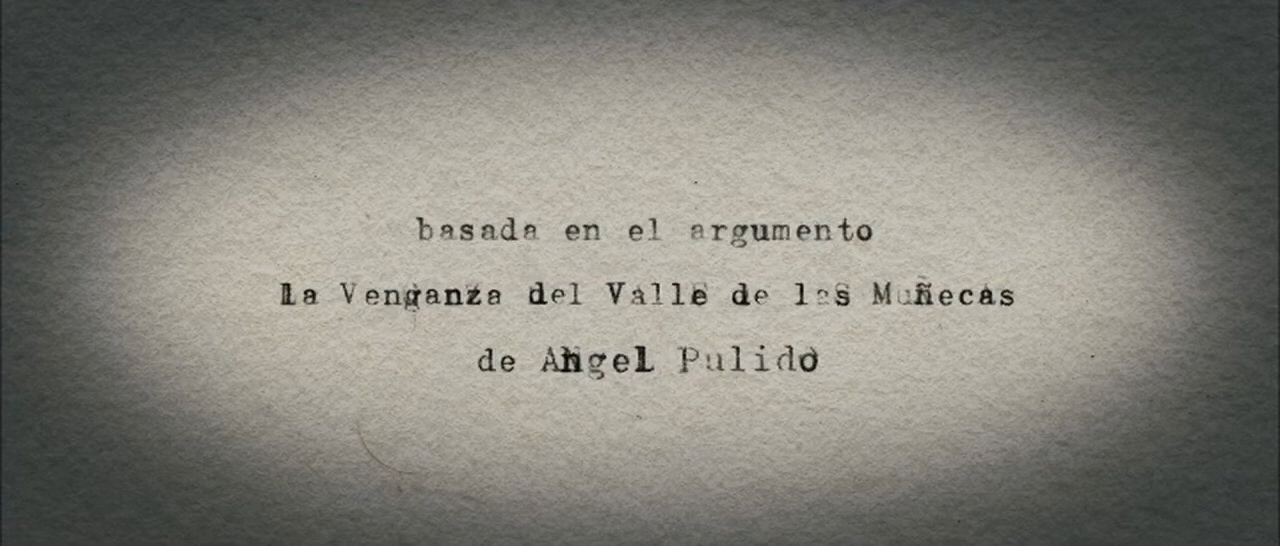 basada en el argumento
La Venganza del Valle de las Muñecas
de Angel Pulido